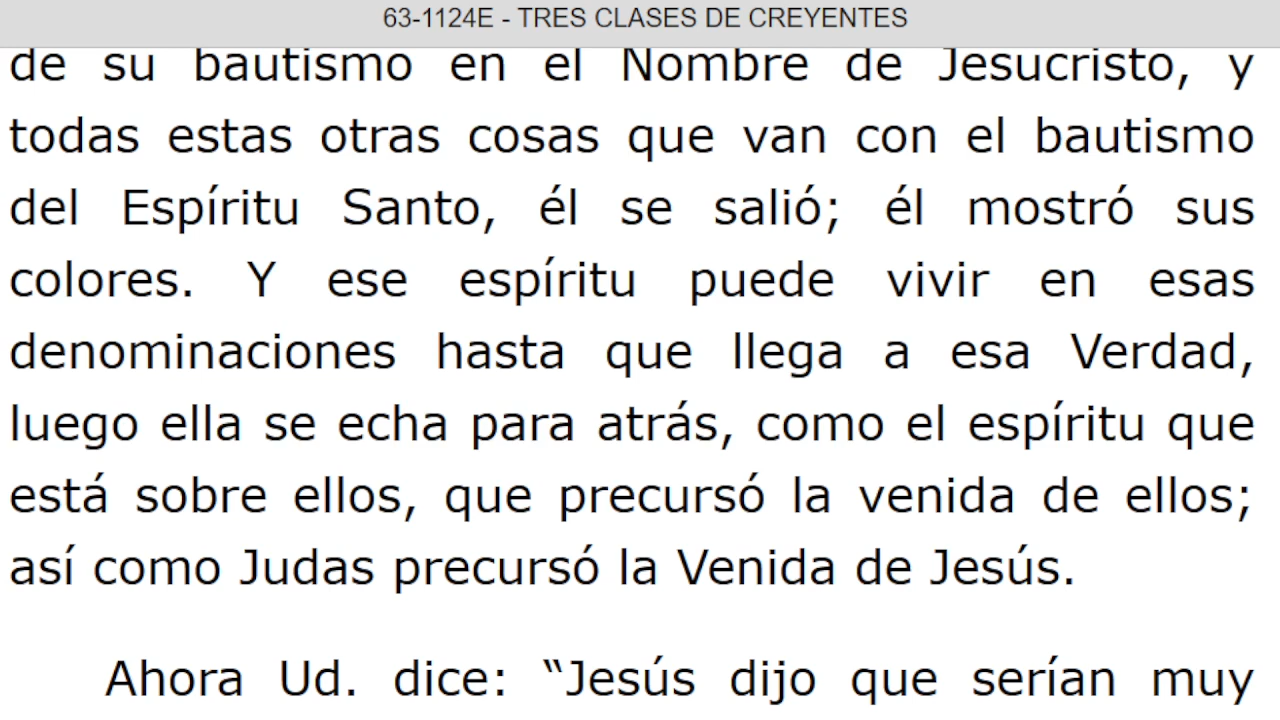 63-1124E - TRES CLASES DE CREYENTES
de su bautismo en el Nombre de Jesucristo, y
todas estas otras cosas que van con el bautismo
del Espíritu Santo, él se salió; él mostró sus
colores. Y ese espíritu puede vivir en esas
denominaciones hasta que llega a esa Verdad,
luego ella se echa para atrás, como el espíritu que
está sobre ellos, que precursó la venida de ellos;
así como Judas precursó la Venida de Jesús.
Ahora Ud. dice: “Jesús dijo que serían muy